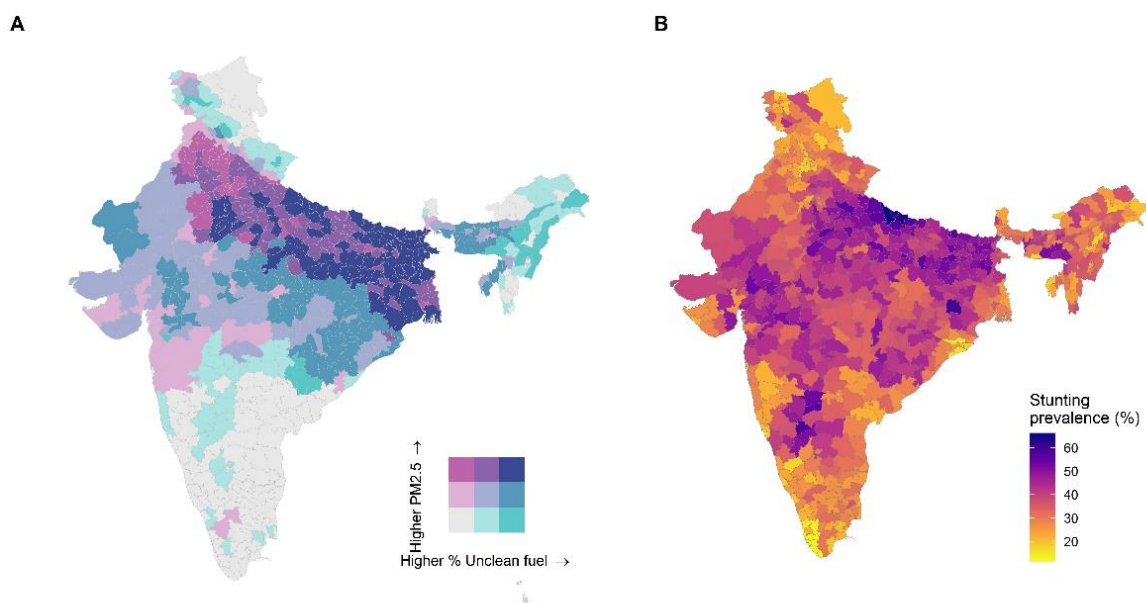 A
B
Higher PM2.5 →
Higher % Unclean fuel →
Stunting
prevalence (%)
60
50
40
30
20